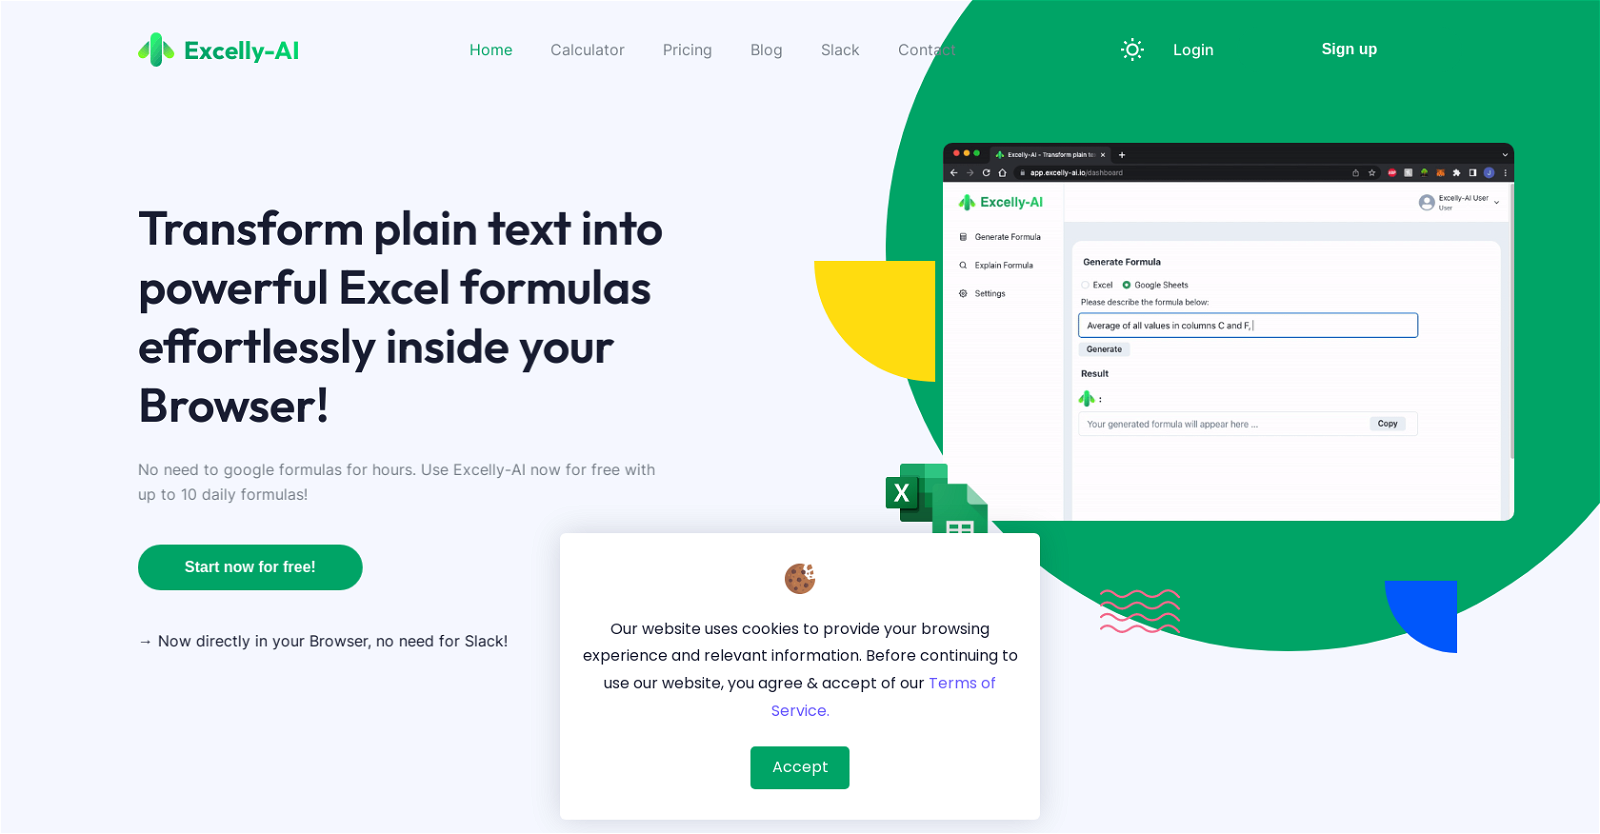 Excelly-AI
Home Calculator Pricing Blog Slack Contact
Login
Sign up
Transform plain text into
powerful Excel formulas
effortlessly inside your
Browser!
No need to google formulas for hours. Use Excelly-AI now for free with
up to 10 daily formulas!
Start now for free!
→ Now directly in your Browser, no need for Slack!
Excelly-AI - Transform plain te
app.excelly-ai.io/dashboard
Excelly-AI
Excelly-AI User
User
Generate Formula
Explain Formula
Settings
Generate Formula
Excel Google Sheets
Please describe the formula below:
Average of all values in columns C and F,
Generate
Result
:
Your generated formula will appear here ...
Copy
X
Our website uses cookies to provide your browsing
experience and relevant information. Before continuing to
use our website, you agree & accept of our Terms of
Service.
Accept